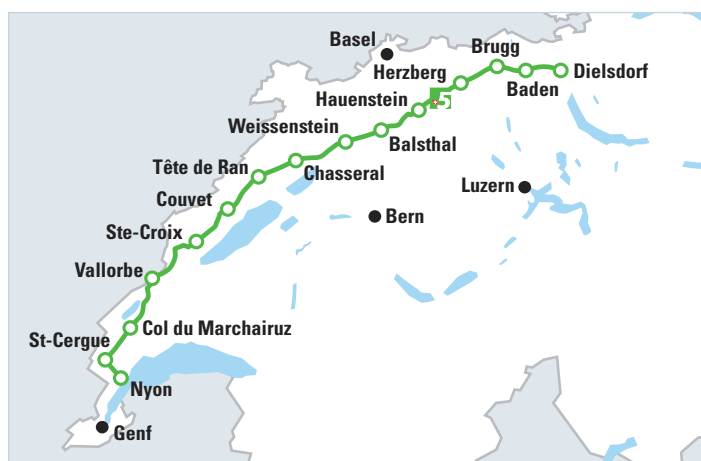 Basel
Brugg
Herzberg
Dielsdorf
Baden
Hauenstein
5
Weissenstein
Balsthal
Tête de Ran
Chasseral
Luzern
Couvet
Bern
Ste-Croix
Vallorbe
Col du Marchairuz
St-Cergue
Nyon
Genf